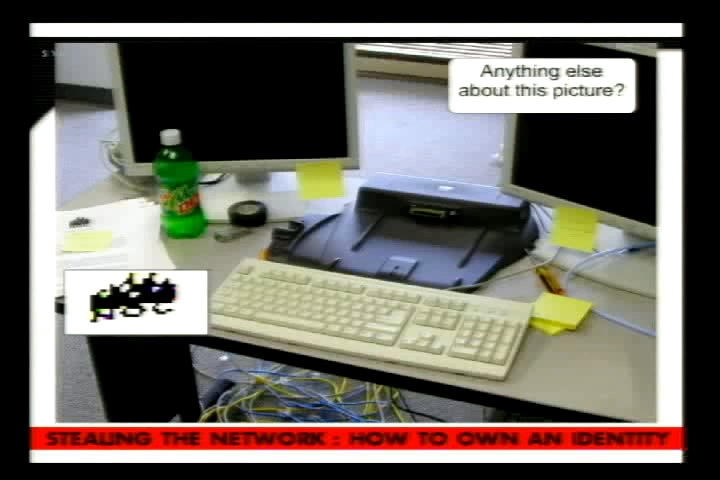 Anything else
about this picture?
STEALING THE NETWORK : HOW TO OWN AN IDENTITY